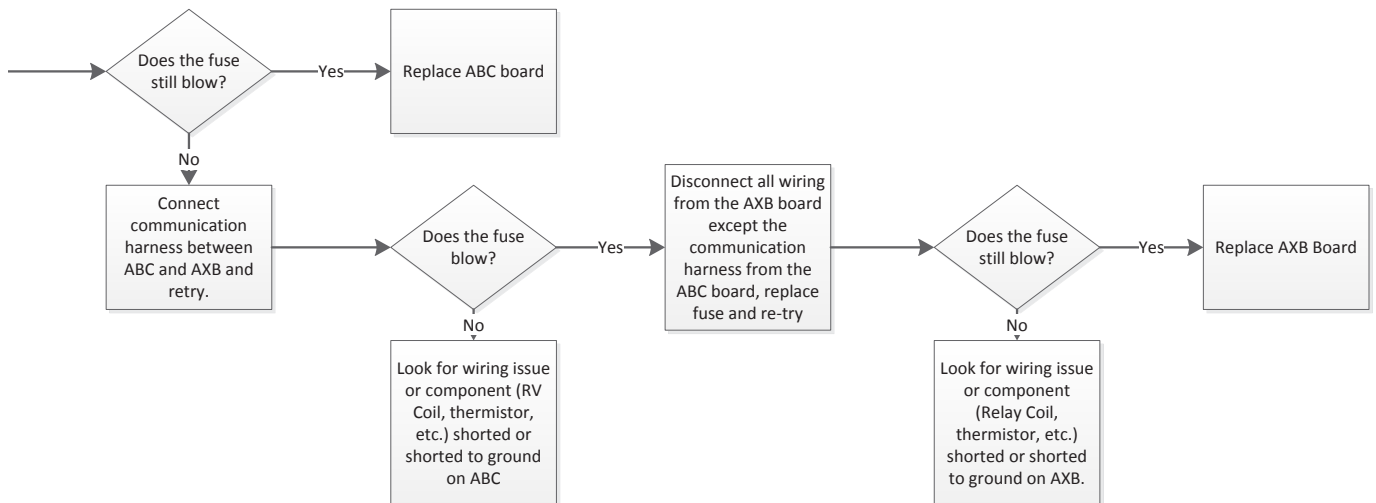 Does the fuse
still blow?
Yes
Replace ABC board
No
Connect
communication
harness between
ABC and AXB and
retry.
Does the fuse
blow?
Yes
Disconnect all wiring
from the AXB board
except the
communication
harness from the
ABC board, replace
fuse and re-try
Does the fuse
still blow?
Yes
Replace AXB Board
No
Look for wiring issue
or component (RV
Coil, thermistor,
etc.) shorted or
shorted to ground
on ABC
No
Look for wiring issue
or component
(Relay Coil,
thermistor, etc.)
shorted or shorted
to ground on AXB.